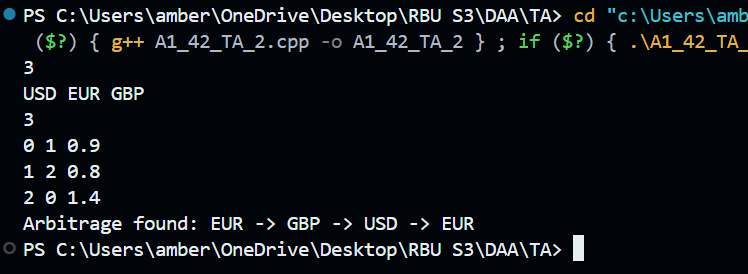 PS C:\Users\amber\OneDrive\Desktop\RBU S3\DAA\TA> cd "c:\Users\amb
($?) { g++ A1_42_TA_2.cpp -o A1_42_TA_2 } ; if ($?) { .\A1_42_TA_
3
USD EUR GBP
3
0 1 0.9
1 2 0.8
2 0 1.4
Arbitrage found: EUR -> GBP -> USD -> EUR
PS C:\Users\amber\OneDrive\Desktop\RBU S3\DAA\TA>